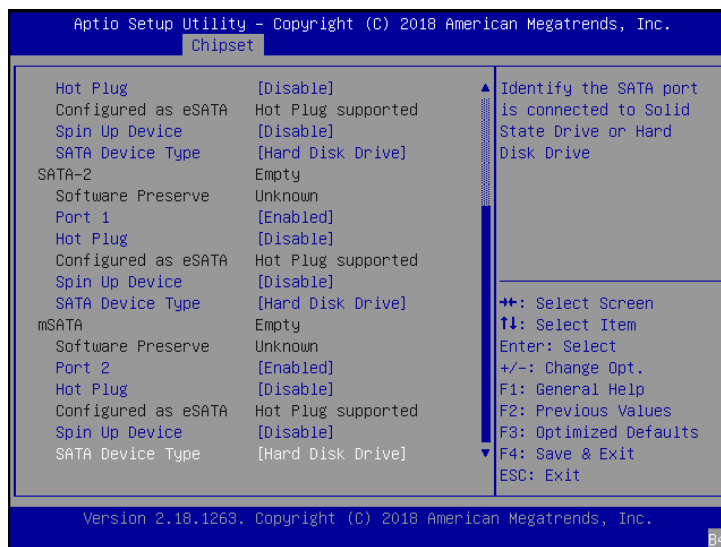 Aptio Setup Utility – Copyright (C) 2018 American Megatrends, Inc.
Chipset
Hot Plug [Disable]
Configured as eSATA Hot Plug supported
Spin Up Device [Disable]
SATA Device Type [Hard Disk Drive]
SATA-2 Empty
Software Preserve Unknown
Port 1 [Enabled]
Hot Plug [Disable]
Configured as eSATA Hot Plug supported
Spin Up Device [Disable]
SATA Device Type [Hard Disk Drive]
mSATA Empty
Software Preserve Unknown
Port 2 [Enabled]
Hot Plug [Disable]
Configured as eSATA Hot Plug supported
Spin Up Device [Disable]
SATA Device Type [Hard Disk Drive]
Identify the SATA port
is connected to Solid
State Drive or Hard
Disk Drive
→←: Select Screen
↑↓: Select Item
Enter: Select
+/-: Change Opt.
F1: General Help
F2: Previous Values
F3: Optimized Defaults
F4: Save & Exit
ESC: Exit
Version 2.18.1263. Copyright (C) 2018 American Megatrends, Inc.